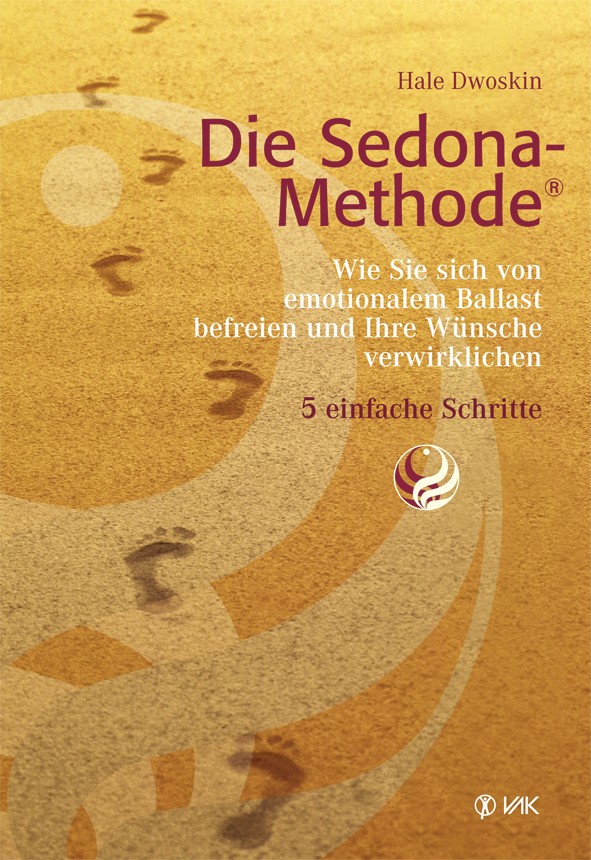 Hale Dwoskin
Die Sedona-
Methode®
Wie Sie sich von
emotionalem Ballast
befreien und Ihre Wünsche
verwirklichen
5 einfache Schritte
VAK